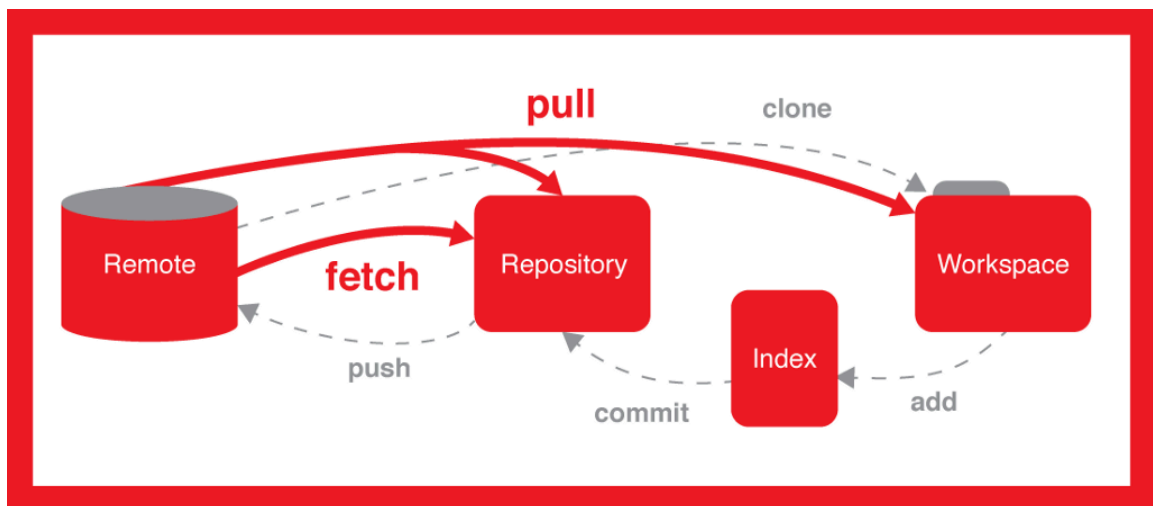 pull
clone
Remote
fetch
Repository
Workspace
push
Index
commit
add